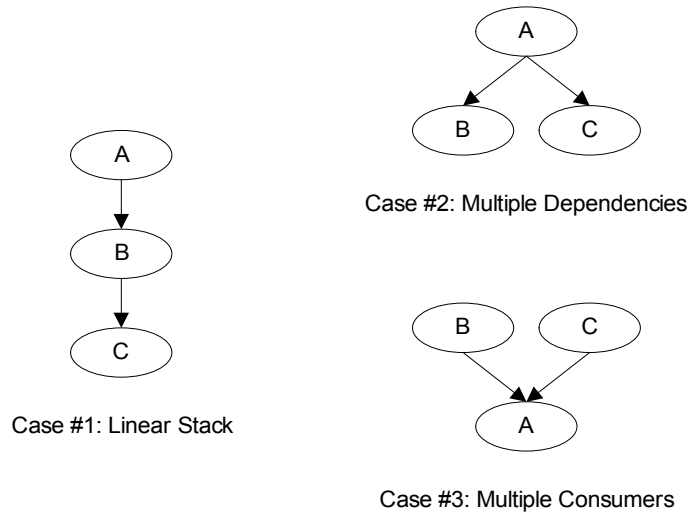 A
B
C
Case #1: Linear Stack
A
B C
Case #2: Multiple Dependencies
B C
A
Case #3: Multiple Consumers